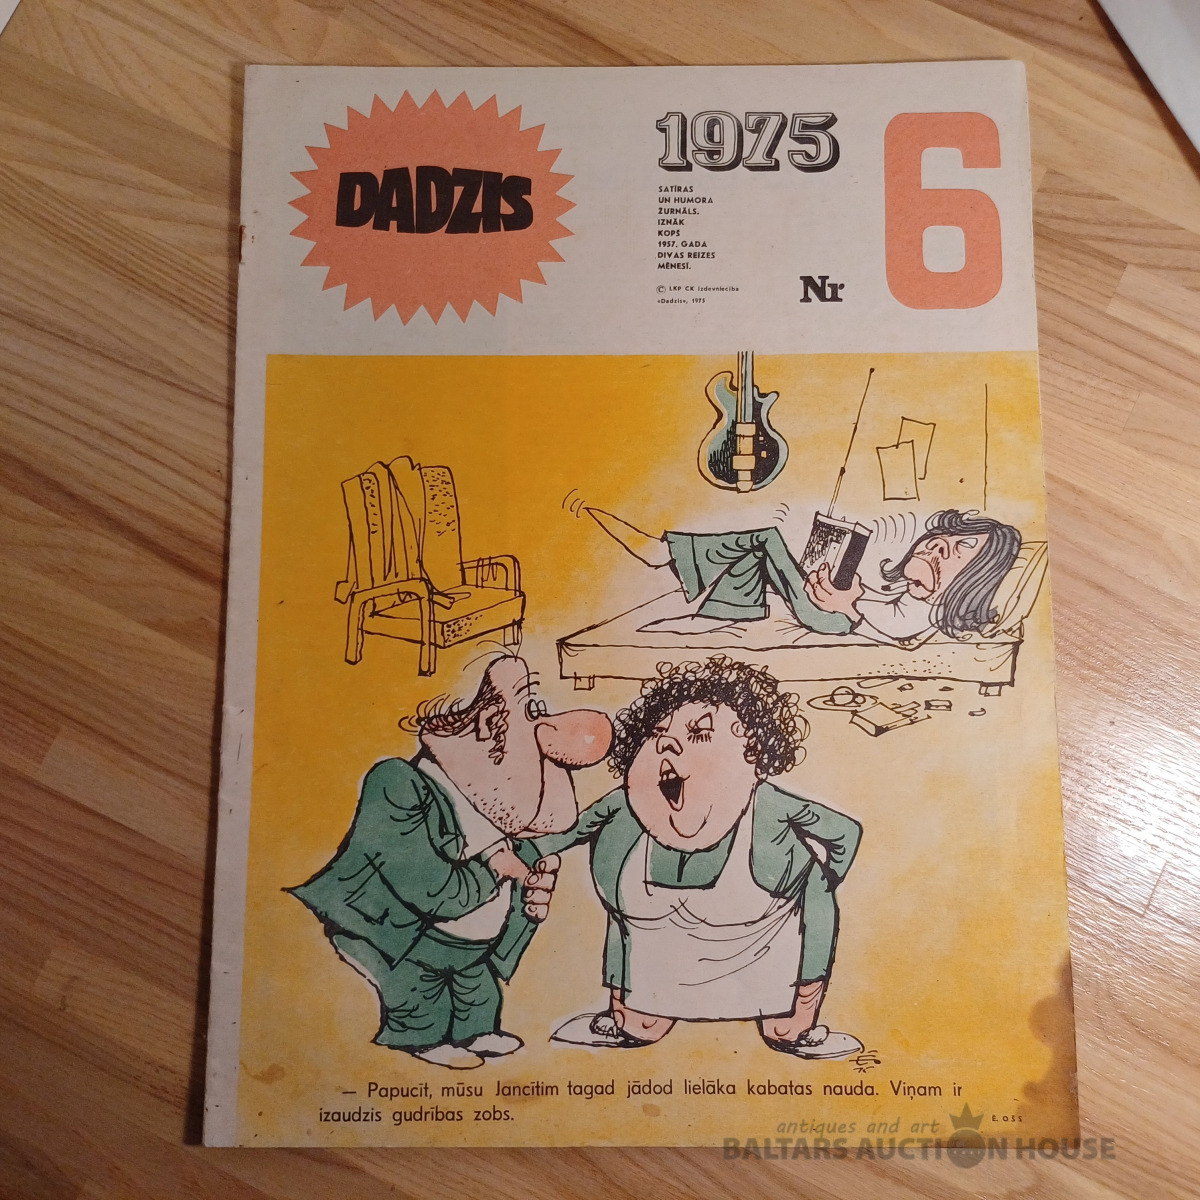 DADZIS
1975
6
SATĪRAS
UN HUMORA
ŽURNĀLS.
IZNĀK
KOPŠ
1957. GADA
DIVAS REIZES
MĒNESĪ.
© LKP CK izdevniecība
«Dadzis», 1975
Nr
— Papucīt, mūsu Jancītim tagad jādod lielāka kabatas nauda. Viņam ir
izaudzis gudrības zobs.
E. OŠS
antiques and art
BALTARS AUCTION HOUSE